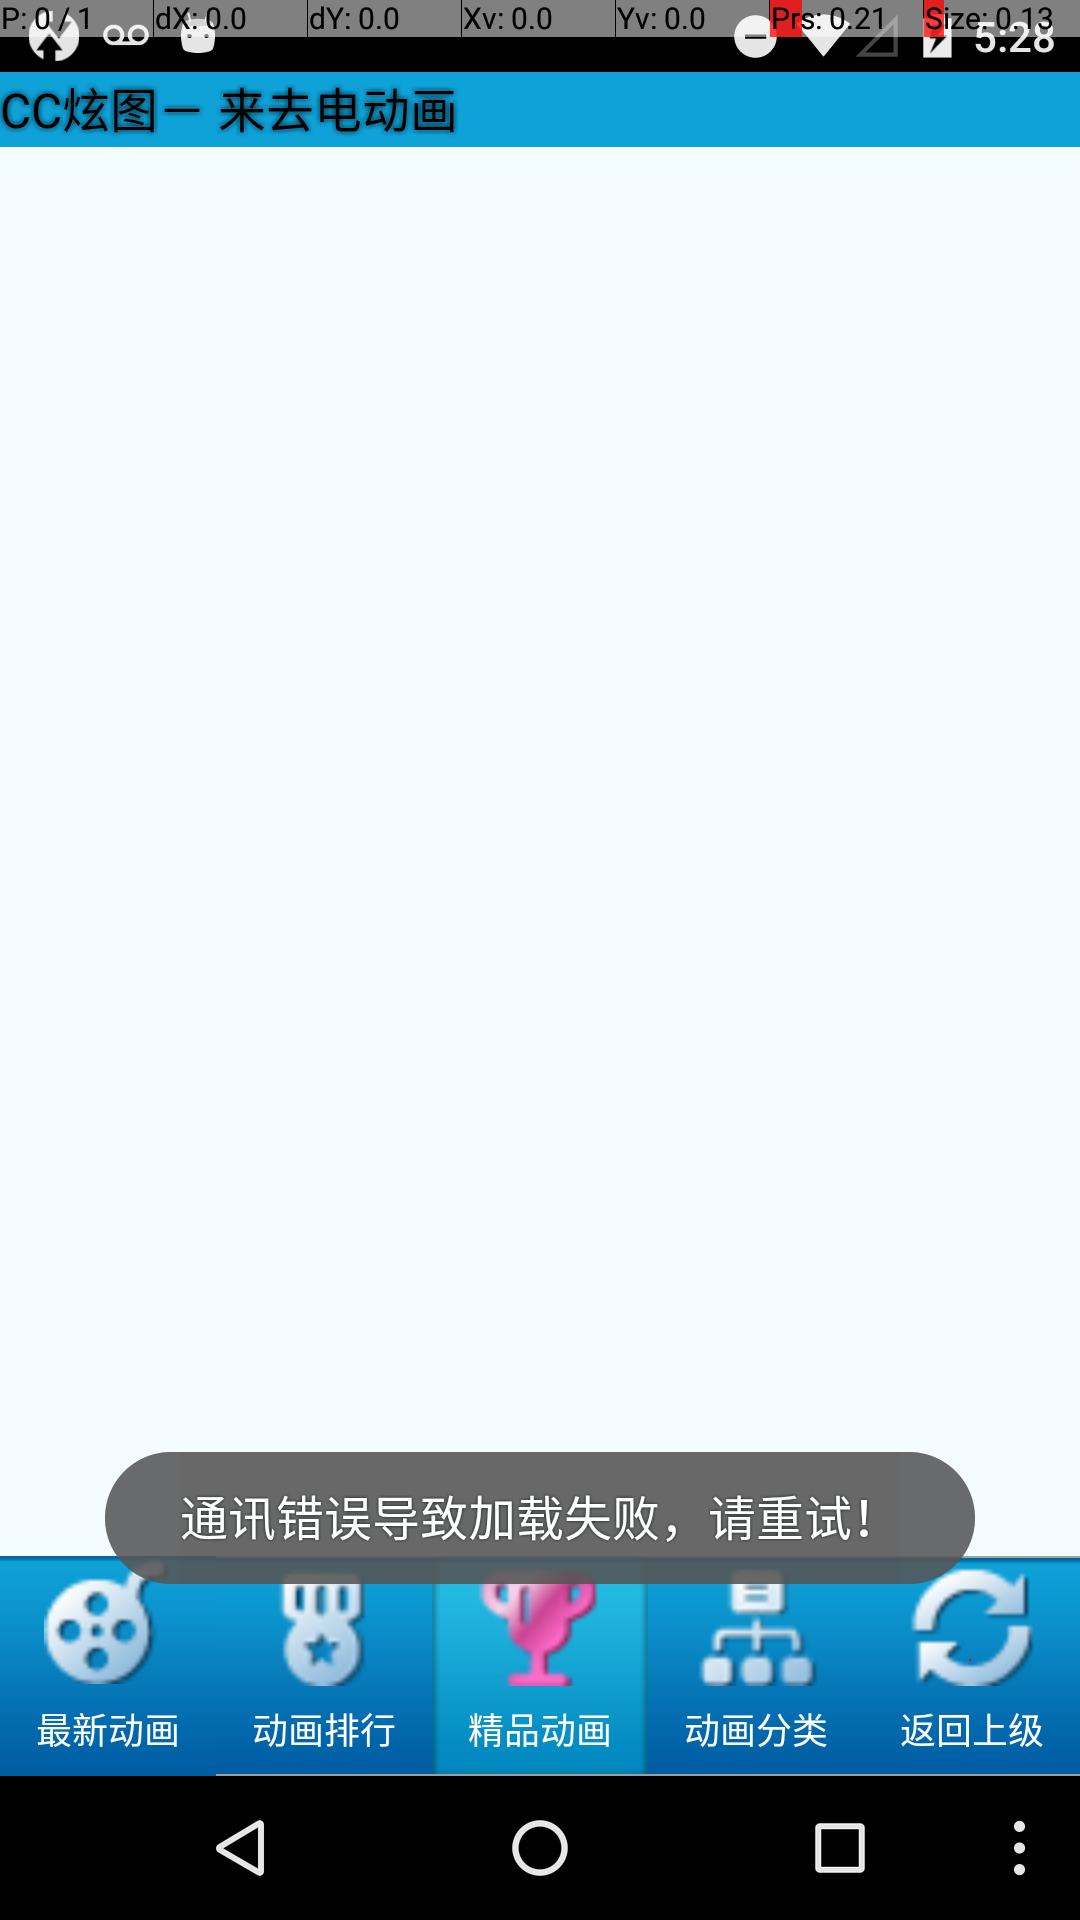 P: 0 / 1 dX: 0.0 dY: 0.0 Xv: 0.0 Yv: 0.0 Prs: 0.21 Size: 0.13
5:28
CC炫图－ 来去电动画
通讯错误导致加载失败，请重试！
最新动画 动画排行 精品动画 动画分类 返回上级